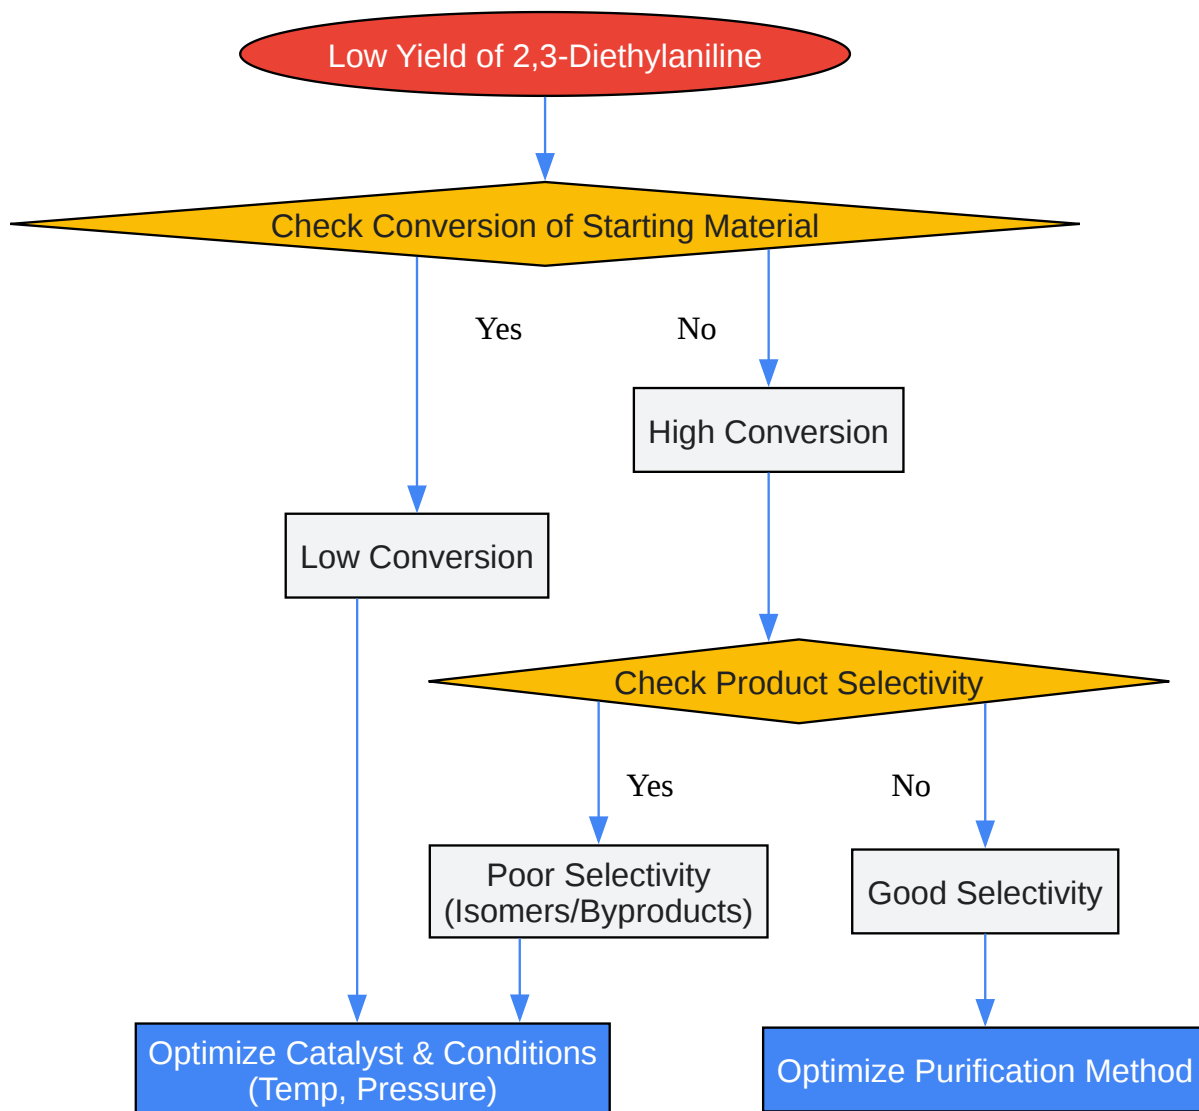 Low Yield of 2,3-Diethylaniline
Check Conversion of Starting Material
Yes
No
High Conversion
Low Conversion
Check Product Selectivity
Yes
No
Poor Selectivity
(Isomers/Byproducts)
Good Selectivity
Optimize Catalyst & Conditions
(Temp, Pressure)
Optimize Purification Method